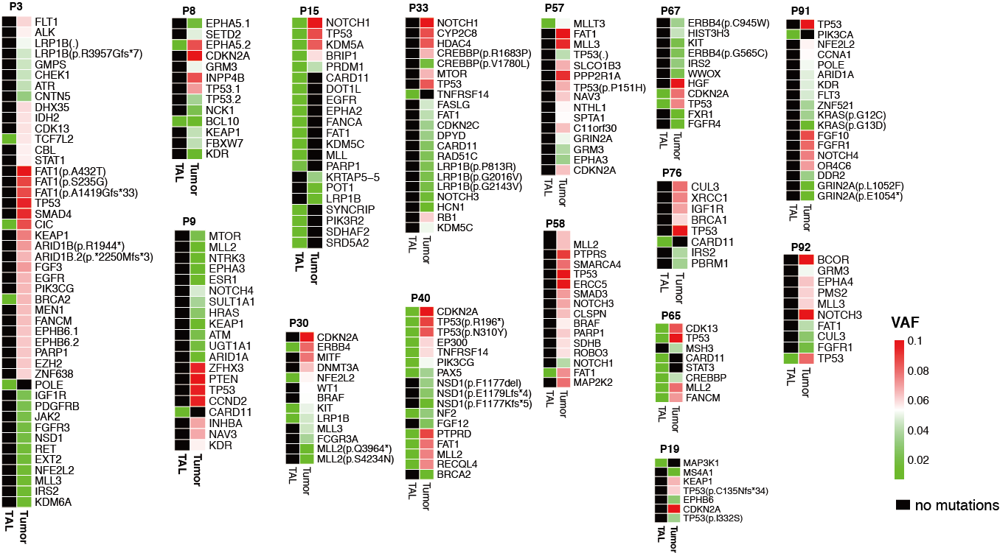 P3
FLT1
ALK
LRP1B(.)
LRP1B(p.R3957Gfs*7)
GMPS
CHEK1
ATR
CNTN5
DHX35
IDH2
CDK13
TCF7L2
CBL
STAT1
FAT1(p.A432T)
FAT1(p.S235G)
FAT1(p.A1419Gfs*33)
TP53
SMAD4
CIC
KEAP1
ARID1B(p.R1944*)
ARID1B.2(p.*2250Mfs*3)
FGF3
EGFR
PIK3CG
BRCA2
MEN1
FANCM
EPHB6.1
EPHB6.2
PARP1
EZH2
ZNF638
POLE
IGF1R
PDGFRB
JAK2
FGFR3
NSD1
RET
EXT2
NFE2L2
MLL3
IRS2
KDM6A
TAL
Tumor
P8
EPHA5.1
SETD2
EPHA5.2
CDKN2A
GRM3
INPP4B
TP53.1
TP53.2
NCK1
BCL10
KEAP1
FBXW7
KDR
TAL
Tumor
P9
MTOR
MLL2
NTRK3
EPHA3
ESR1
NOTCH4
SULT1A1
HRAS
KEAP1
ATM
UGT1A1
ARID1A
ZFHX3
PTEN
TP53
CCND2
CARD11
INHBA
NAV3
KDR
TAL
Tumor
P15
NOTCH1
TP53
KDM5A
BRIP1
PRDM1
CARD11
DOT1L
EGFR
EPHA2
FANCA
FAT1
KDM5C
MLL
PARP1
KRTAP5−5
POT1
LRP1B
SYNCRIP
PIK3R2
SDHAF2
SRD5A2
TAL
Tumor
P30
CDKN2A
ERBB4
MITF
DNMT3A
NFE2L2
WT1
BRAF
KIT
LRP1B
MLL3
FCGR3A
MLL2(p.Q3964*)
MLL2(p.S4234N)
TAL
Tumor
P33
NOTCH1
CYP2C8
HDAC4
CREBBP(p.R1683P)
CREBBP(p.V1780L)
MTOR
TP53
TNFRSF14
FASLG
FAT1
CDKN2C
DPYD
CARD11
RAD51C
LRP1B(p.P813R)
LRP1B(p.G2016V)
LRP1B(p.G2143V)
NOTCH3
HCN1
RB1
KDM5C
TAL
Tumor
P40
CDKN2A
TP53(p.R196*)
TP53(p.N310Y)
EP300
TNFRSF14
PIK3CG
PAX5
NSD1(p.F1177del)
NSD1(p.E1179Lfs*4)
NSD1(p.F1177Kfs*5)
NF2
FGF12
PTPRD
FAT1
MLL2
RECQL4
BRCA2
TAL
Tumor
P57
MLLT3
FAT1
MLL3
TP53(.)
SLCO1B3
PPP2R1A
TP53(p.P151H)
NAV3
NTHL1
SPTA1
C11orf30
GRIN2A
GRM3
EPHA3
CDKN2A
TAL
Tumor
P58
MLL2
PTPRS
SMARCA4
TP53
ERCC5
SMAD3
NOTCH3
CLSPN
BRAF
PARP1
SDHB
ROBO3
NOTCH1
FAT1
MAP2K2
TAL
Tumor
P67
ERBB4(p.C945W)
HIST3H3
KIT
ERBB4(p.G565C)
IRS2
WWOX
HGF
CDKN2A
TP53
FXR1
FGFR4
TAL
Tumor
P76
CUL3
XRCC1
IGF1R
BRCA1
TP53
CARD11
IRS2
PBRM1
TAL
Tumor
P65
CDK13
TP53
MSH3
CARD11
STAT3
CREBBP
MLL2
FANCM
TAL
Tumor
P19
MAP3K1
MS4A1
KEAP1
TP53(p.C135Nfs*34)
EPHB6
CDKN2A
TP53(p.I332S)
TAL
Tumor
P91
TP53
PIK3CA
NFE2L2
CCNA1
POLE
ARID1A
KDR
FLT3
ZNF521
KRAS(p.G12C)
KRAS(p.G13D)
FGF10
FGFR1
NOTCH4
OR4C6
DDR2
GRIN2A(p.L1052F)
GRIN2A(p.E1054*)
TAL
Tumor
P92
BCOR
GRM3
EPHA4
PMS2
MLL3
NOTCH3
FAT1
CUL3
FGFR1
TP53
TAL
Tumor
VAF
0.1
0.08
0.06
0.04
0.02
no mutations